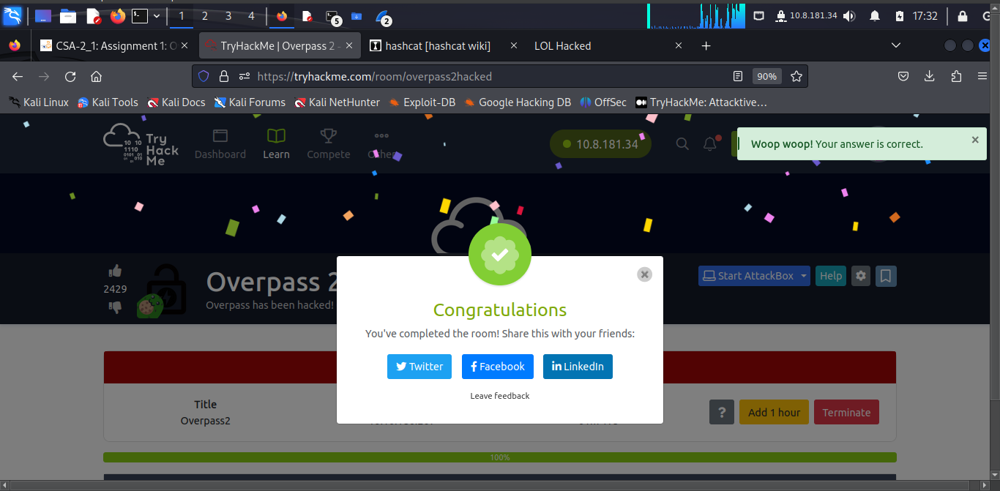 1 2 3 4 5 2 10.8.181.34 17:32
CSA-2_1: Assignment 1: O
TryHackMe | Overpass 2 –
hashcat [hashcat wiki]
LOL Hacked
https://tryhackme.com/room/overpass2hacked
90%
Kali Linux Kali Tools Kali Docs Kali Forums Kali NetHunter Exploit-DB Google Hacking DB OffSec TryHackMe: Attacktive…
Try
Hack
Me
Dashboard Learn Compete Other
10.8.181.34
Woop woop! Your answer is correct.
2429
Overpass 2
Overpass has been hacked!
Start AttackBox Help
Congratulations
You've completed the room! Share this with your friends:
Twitter Facebook LinkedIn
Leave feedback
Title
Overpass2
? Add 1 hour Terminate
100%